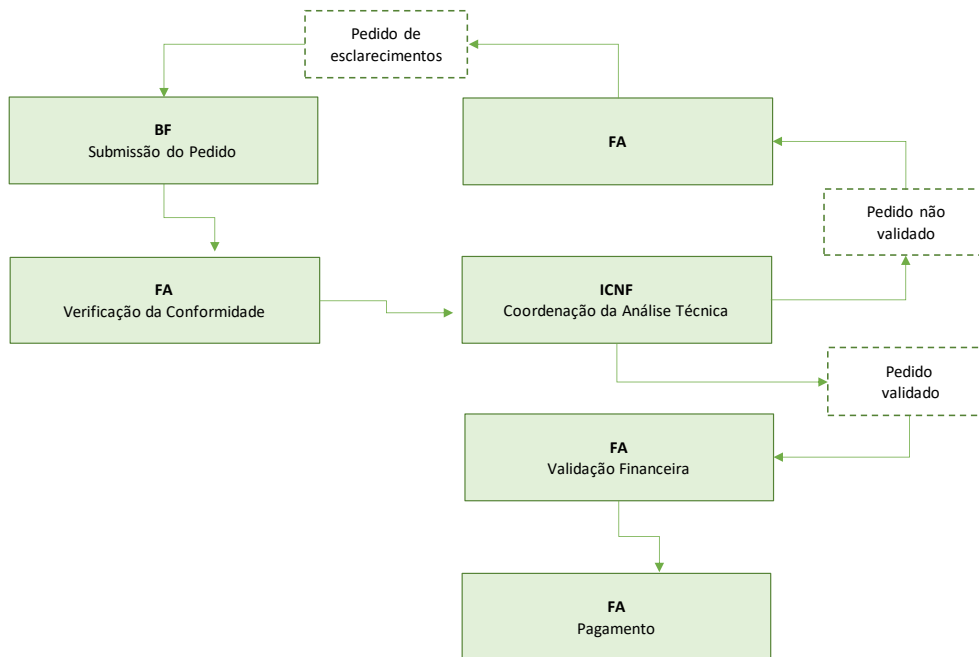 Pedido de
esclarecimentos
BF
Submissão do Pedido
FA
Pedido não
validado
FA
Verificação da Conformidade
ICNF
Coordenação da Análise Técnica
Pedido
validado
FA
Validação Financeira
FA
Pagamento